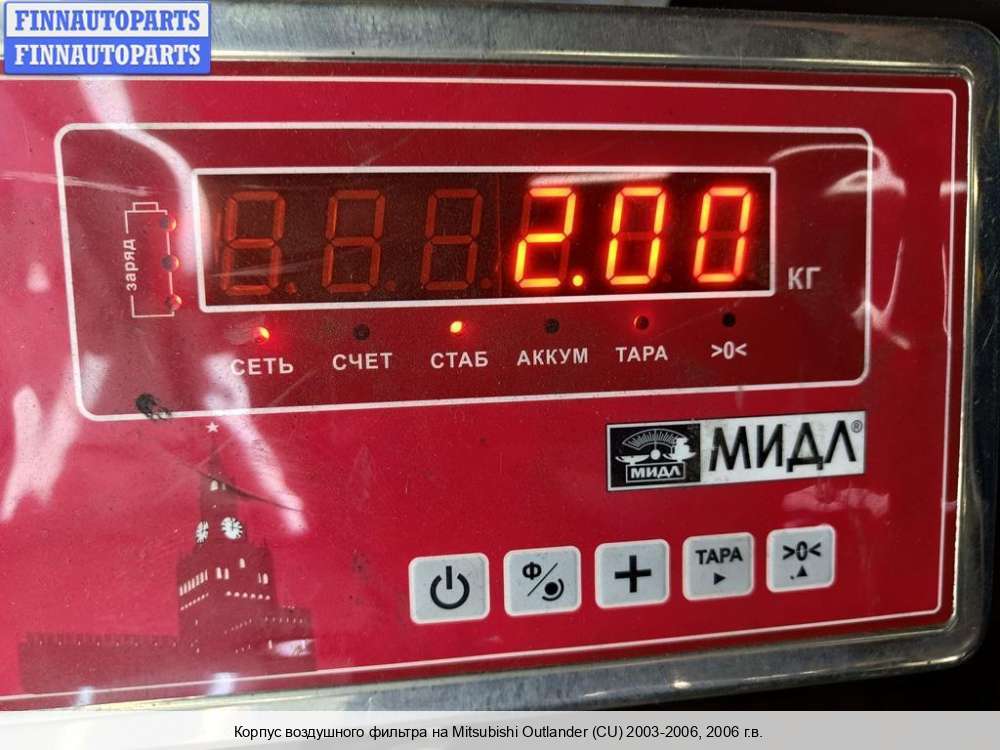 FINNAUTOPARTS
FINNAUTOPARTS
2.00
заряд
КГ
СЕТЬ СЧЕТ СТАБ АККУМ ТАРА >0<
МИДЛ МИДЛ®
Ф ТАРА >0<
Корпус воздушного фильтра на Mitsubishi Outlander (CU) 2003-2006, 2006 г.в.